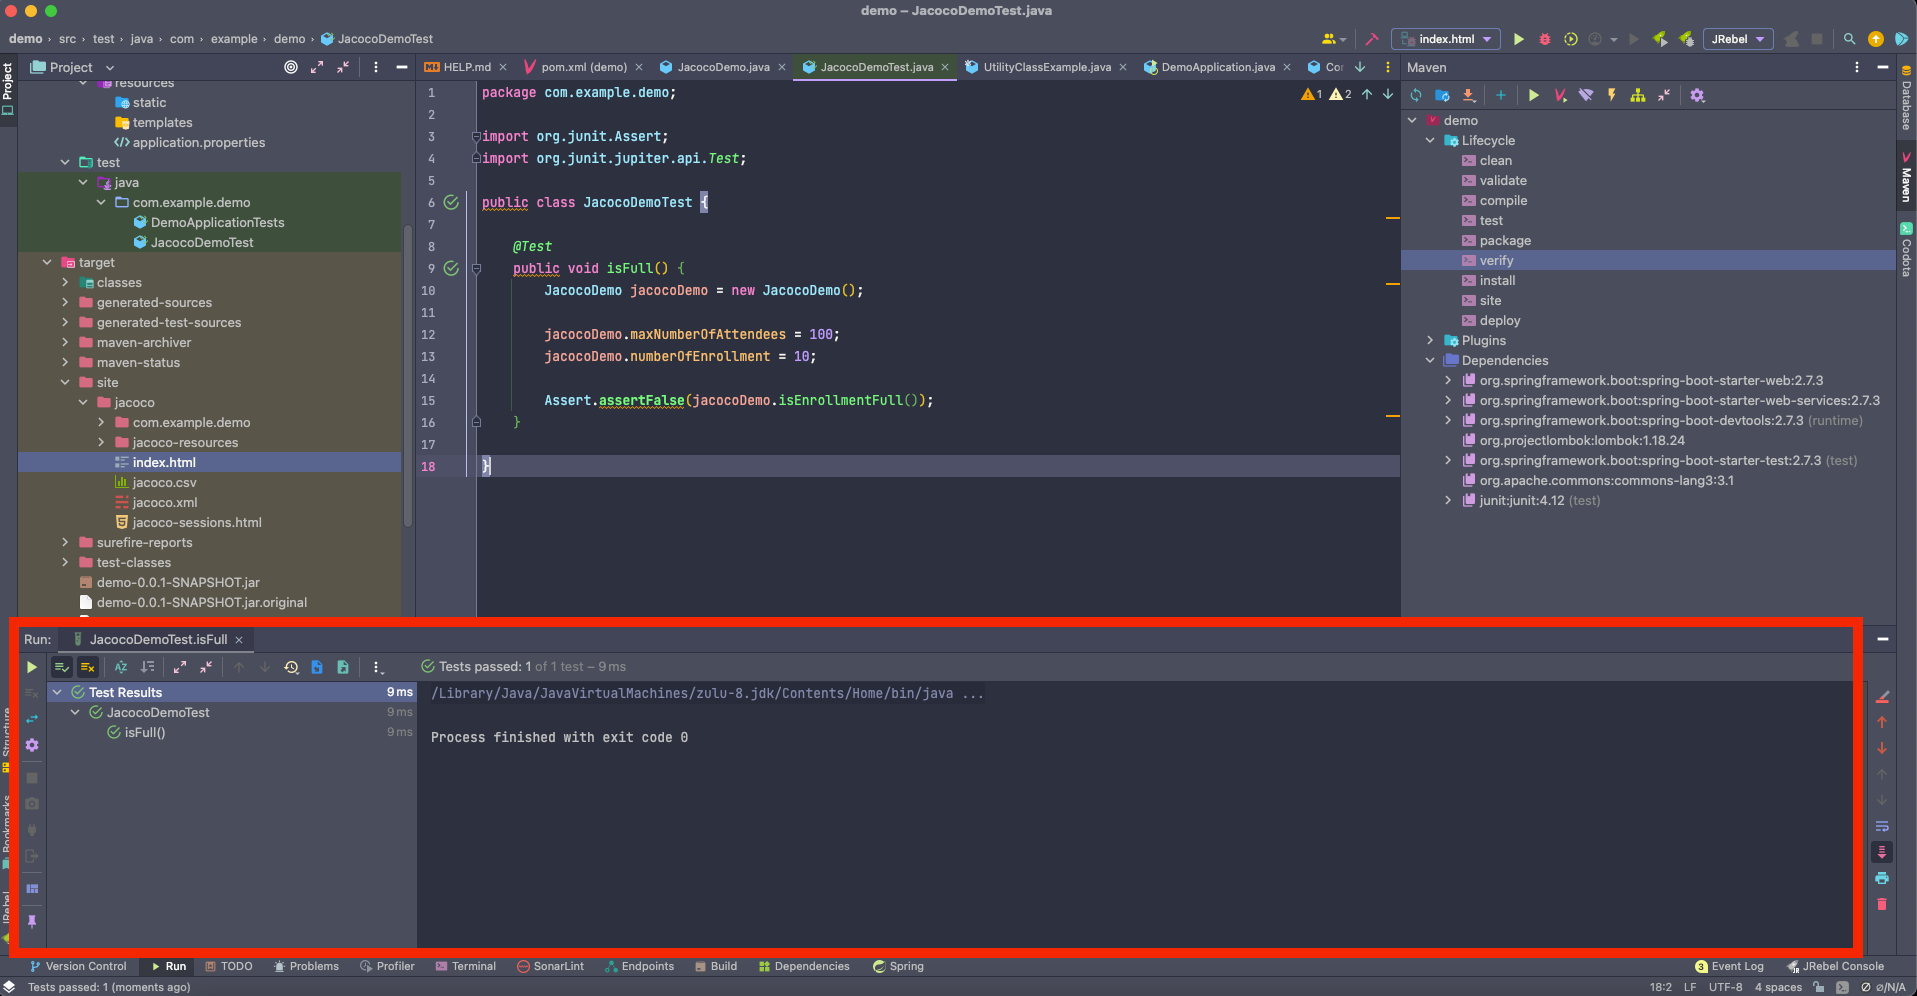 demo – JacocoDemoTest.java
demo › src › test › java › com › example › demo › JacocoDemoTest
index.html
JRebel
Project
Project
resources
static
templates
application.properties
test
java
com.example.demo
DemoApplicationTests
JacocoDemoTest
target
classes
generated-sources
generated-test-sources
maven-archiver
maven-status
site
jacoco
com.example.demo
jacoco-resources
index.html
jacoco.csv
jacoco.xml
jacoco-sessions.html
surefire-reports
test-classes
demo-0.0.1-SNAPSHOT.jar
demo-0.0.1-SNAPSHOT.jar.original
HELP.md
pom.xml (demo)
JacocoDemo.java
JacocoDemoTest.java
UtilityClassExample.java
DemoApplication.java
Co
1 2
1 package com.example.demo;
2
3 import org.junit.Assert;
4 import org.junit.jupiter.api.Test;
5
6 public class JacocoDemoTest {
7
8 @Test
9 public void isFull() {
10 JacocoDemo jacocoDemo = new JacocoDemo();
11
12 jacocoDemo.maxNumberOfAttendees = 100;
13 jacocoDemo.numberOfEnrollment = 10;
14
15 Assert.assertFalse(jacocoDemo.isEnrollmentFull());
16 }
17
18 }
Maven
demo
Lifecycle
clean
validate
compile
test
package
verify
install
site
deploy
Plugins
Dependencies
org.springframework.boot:spring-boot-starter-web:2.7.3
org.springframework.boot:spring-boot-starter-web-services:2.7.3
org.springframework.boot:spring-boot-devtools:2.7.3 (runtime)
org.projectlombok:lombok:1.18.24
org.springframework.boot:spring-boot-starter-test:2.7.3 (test)
org.apache.commons:commons-lang3:3.1
junit:junit:4.12 (test)
Database
Maven
Codota
Run: JacocoDemoTest.isFull
Tests passed: 1 of 1 test – 9 ms
Test Results 9 ms
JacocoDemoTest 9 ms
isFull() 9 ms
/Library/Java/JavaVirtualMachines/zulu-8.jdk/Contents/Home/bin/java ...
Process finished with exit code 0
Structure
Bookmarks
JRebel
Version Control
Run
TODO
Problems
Profiler
Terminal
SonarLint
Endpoints
Build
Dependencies
Spring
3 Event Log
JRebel Console
Tests passed: 1 (moments ago)
18:2 LF UTF-8 4 spaces
ø/N/A